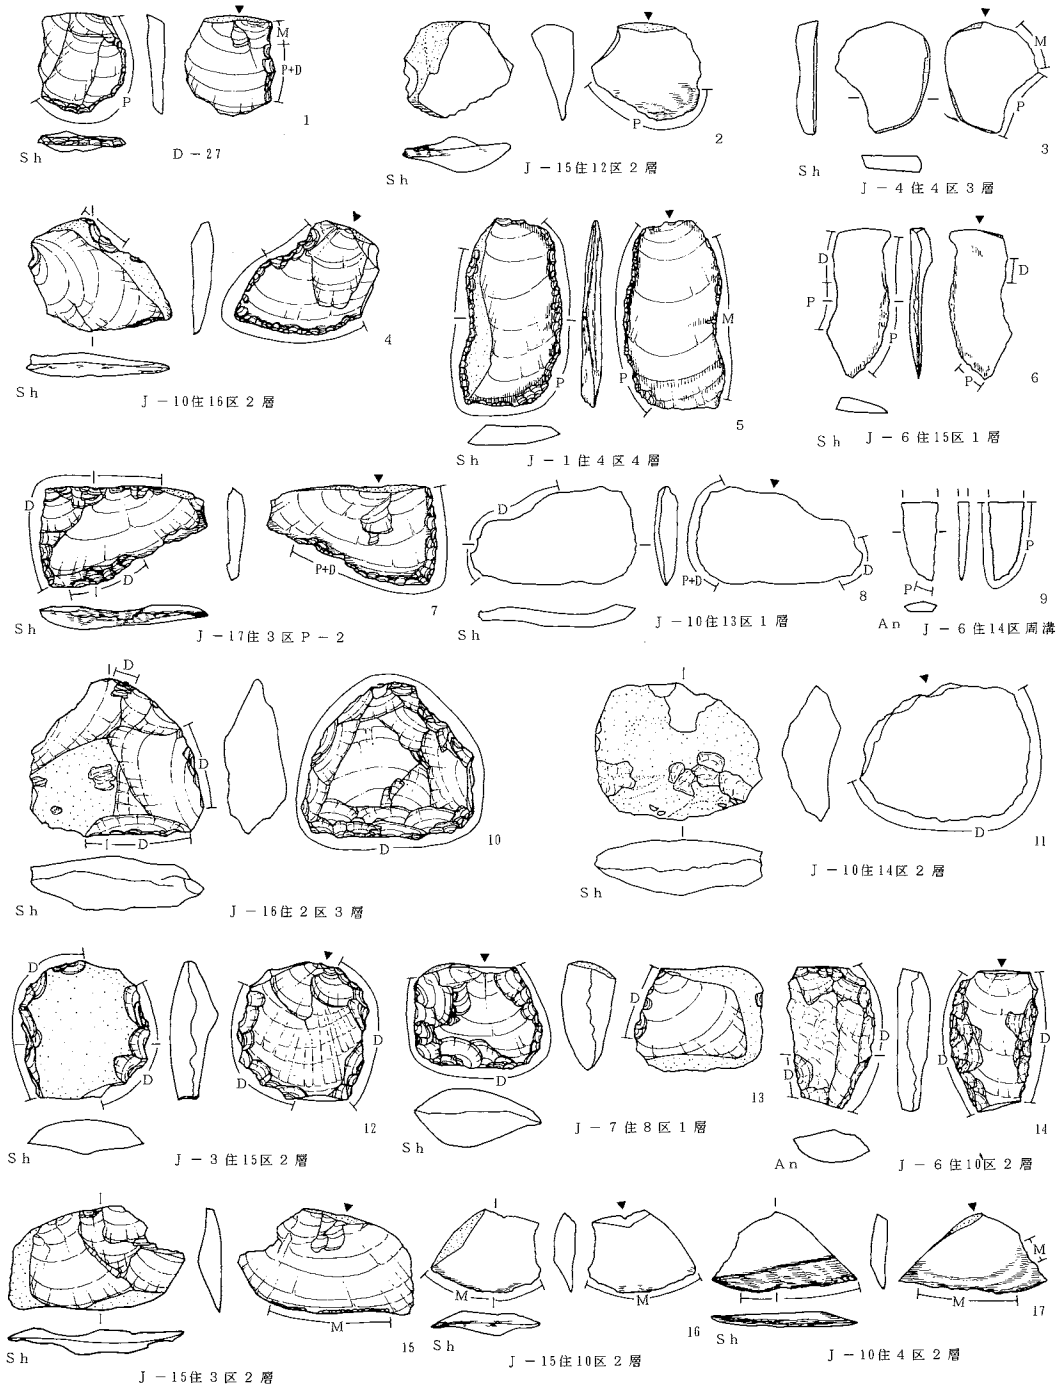 M
P+D
P
1
Sh
D-27
P
2
Sh
J-15住12区2層
M
P
3
Sh
J-4住4区3層
4
Sh
J-10住16区2層
P
M
P
5
Sh
J-1住4区4層
D
P
D
P
6
Sh
J-6住15区1層
D
D
P+D
7
Sh
J-17住3区P-2
D
P+D
D
8
Sh
J-10住13区1層
P
P
9
An
J-6住14区周溝
D
D
D
D
10
Sh
J-16住2区3層
D
11
Sh
J-10住14区2層
D
D
D
D
12
Sh
J-3住15区2層
D
D
13
Sh
J-7住8区1層
D
D
D
D
14
An
J-6住10区2層
M
15
Sh
J-15住3区2層
M
M
16
Sh
J-15住10区2層
M
M
17
Sh
J-10住4区2層